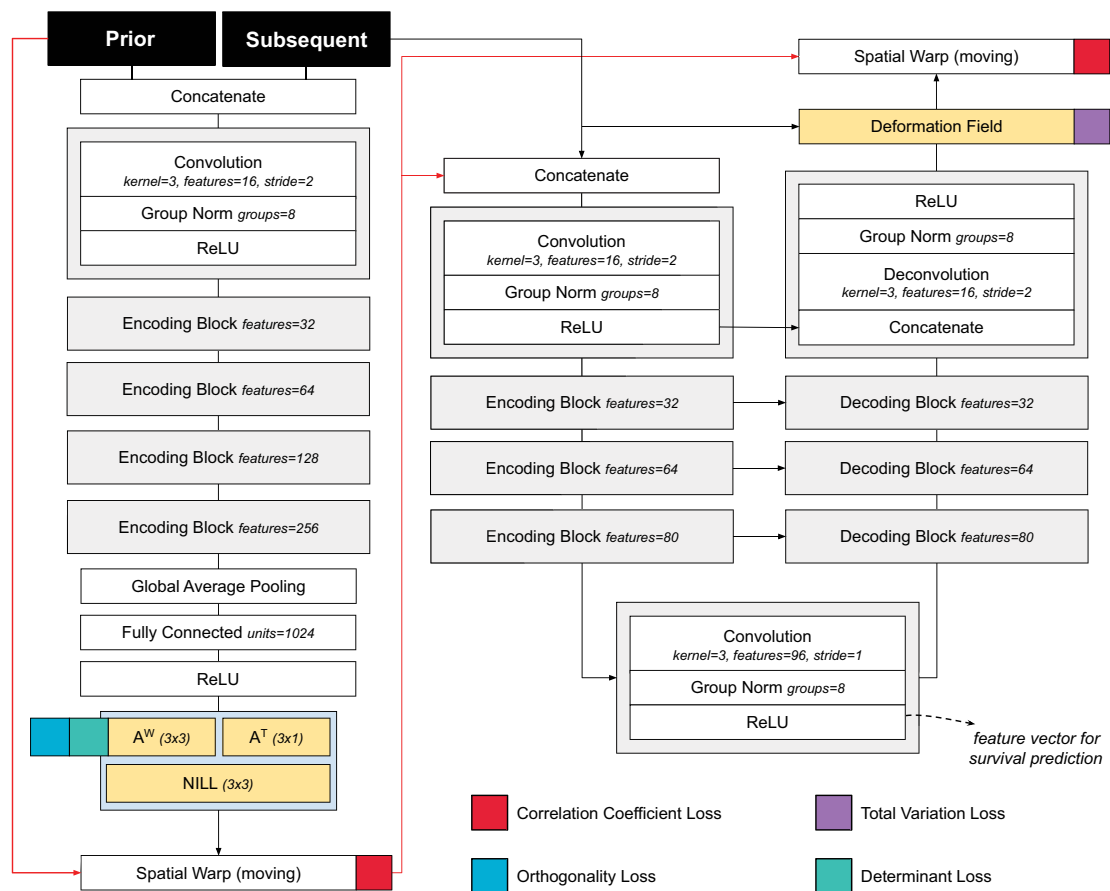 Prior
Subsequent
Concatenate
Convolution
kernel=3, features=16, stride=2
Group Norm groups=8
ReLU
Encoding Block features=32
Encoding Block features=64
Encoding Block features=128
Encoding Block features=256
Global Average Pooling
Fully Connected units=1024
ReLU
A^W (3x3)
A^T (3x1)
NILL (3x3)
Spatial Warp (moving)
Concatenate
Convolution
kernel=3, features=16, stride=2
Group Norm groups=8
ReLU
Encoding Block features=32
Encoding Block features=64
Encoding Block features=80
Convolution
kernel=3, features=96, stride=1
Group Norm groups=8
ReLU
feature vector for
survival prediction
Spatial Warp (moving)
Deformation Field
ReLU
Group Norm groups=8
Deconvolution
kernel=3, features=16, stride=2
Concatenate
Decoding Block features=32
Decoding Block features=64
Decoding Block features=80
Correlation Coefficient Loss
Total Variation Loss
Orthogonality Loss
Determinant Loss